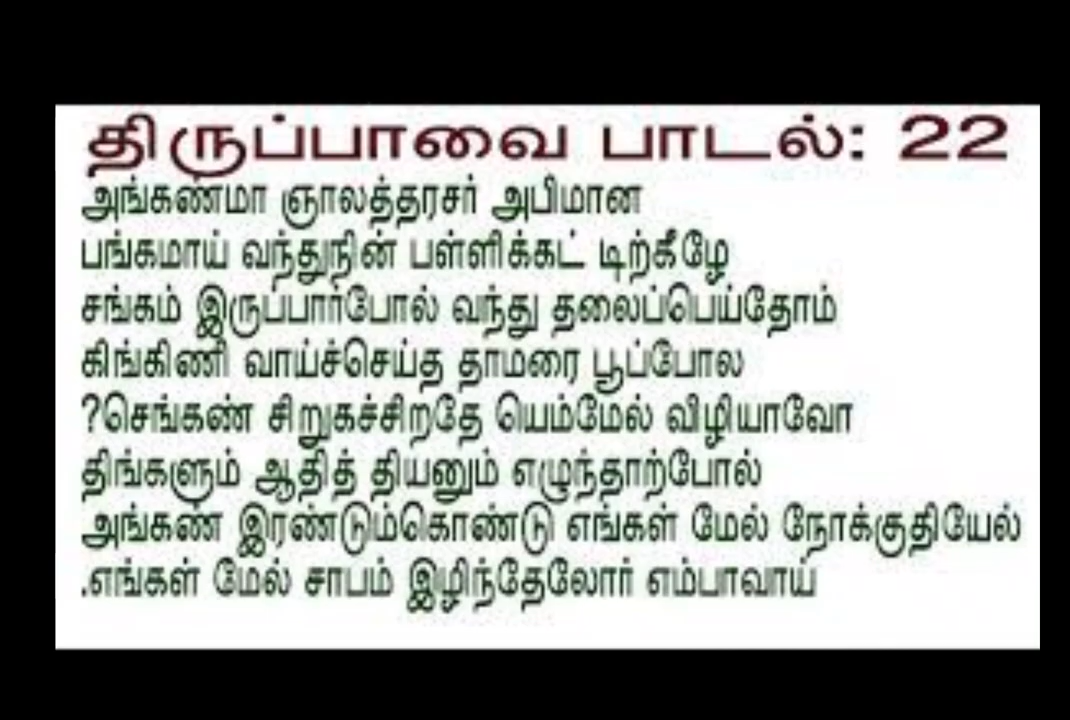 திருப்பாவை பாடல்: 22
அங்கண்மா ஞாலத்தரசர் அபிமான
பங்கமாய் வந்துநின் பள்ளிக்கட் டிற்கீழே
சங்கம் இருப்பார்போல் வந்து தலைப்பெய்தோம்
கிங்கிணி வாய்ச்செய்த தாமரை பூப்போல
?செங்கண் சிறுகச்சிறதே யெம்மேல் விழியாவோ
திங்களும் ஆதித் தியனும் எழுந்தாற்போல்
அங்கண் இரண்டும்கொண்டு எங்கள் மேல் நோக்குதியேல்
.எங்கள் மேல் சாபம் இழிந்தேலோர் எம்பாவாய்